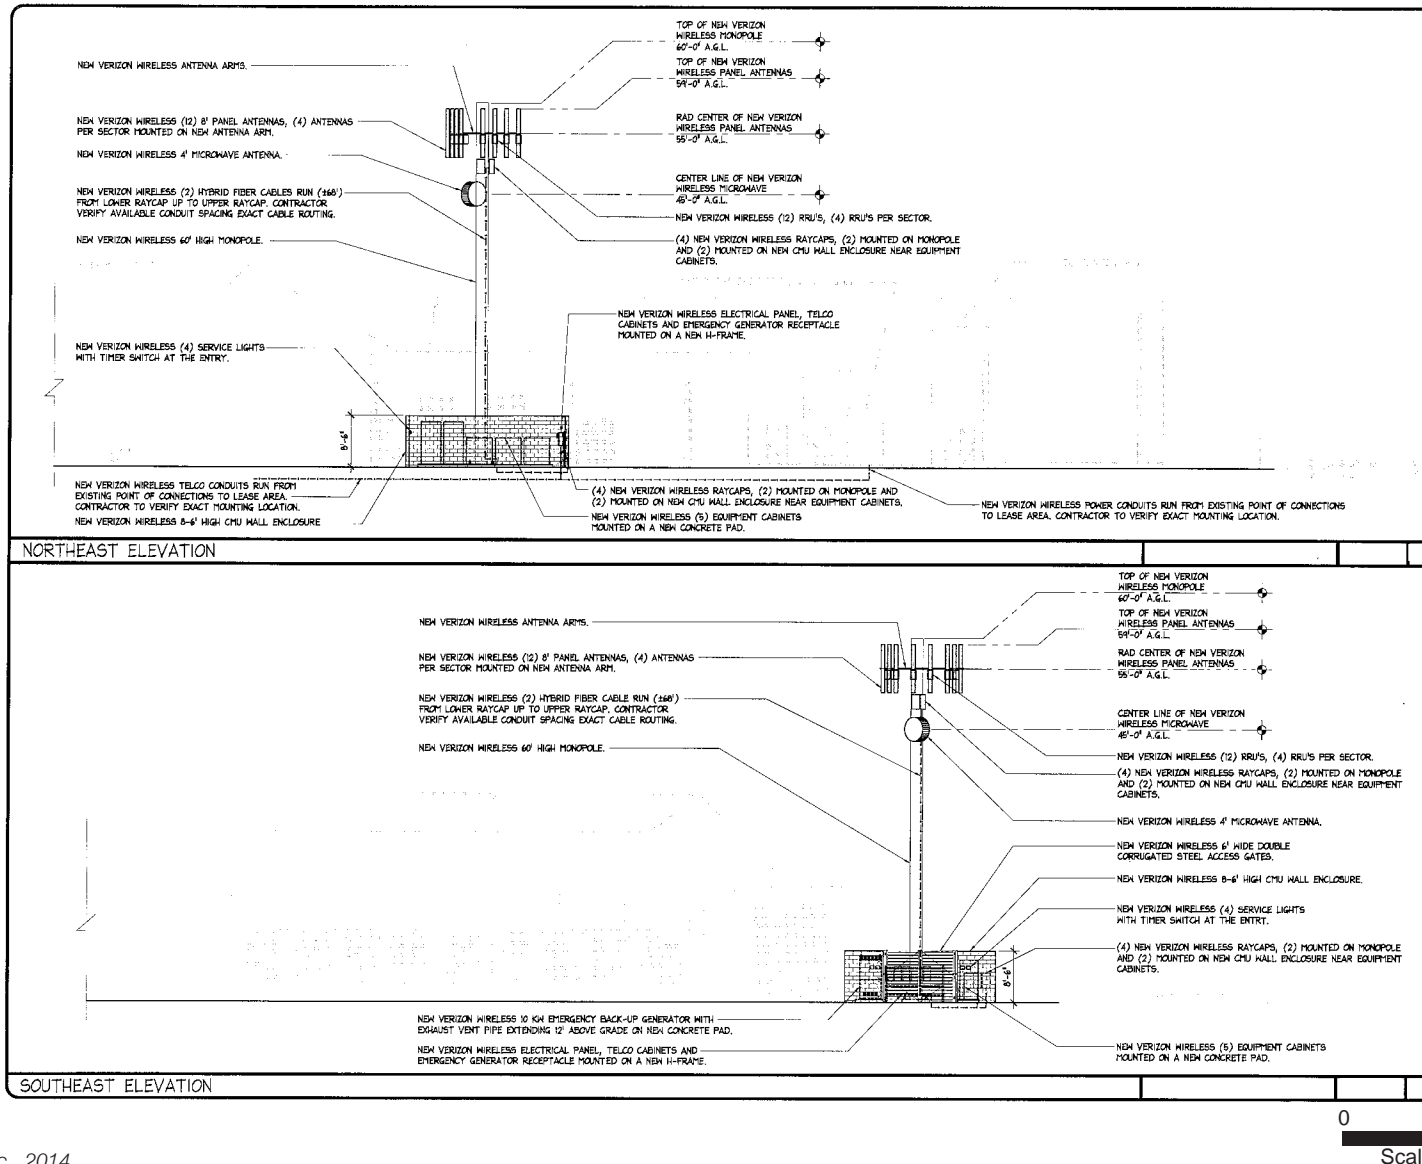 TOP OF NEW VERIZON
WIRELESS MONOPOLE
60'-0" A.G.L.
TOP OF NEW VERIZON
WIRELESS PANEL ANTENNAS
59'-0" A.G.L.
NEW VERIZON WIRELESS ANTENNA ARMS.
NEW VERIZON WIRELESS (12) 8' PANEL ANTENNAS, (4) ANTENNAS
PER SECTOR MOUNTED ON NEW ANTENNA ARM.
RAD CENTER OF NEW VERIZON
WIRELESS PANEL ANTENNAS
55'-0" A.G.L.
NEW VERIZON WIRELESS 4' MICROWAVE ANTENNA.
CENTER LINE OF NEW VERIZON
WIRELESS MICROWAVE
45'-0" A.G.L.
NEW VERIZON WIRELESS (2) HYBRID FIBER CABLES RUN (±68')
FROM LOWER RAYCAP UP TO UPPER RAYCAP. CONTRACTOR
VERIFY AVAILABLE CONDUIT SPACING EXACT CABLE ROUTING.
NEW VERIZON WIRELESS (12) RRU'S, (4) RRU'S PER SECTOR.
NEW VERIZON WIRELESS 60' HIGH MONOPOLE.
(4) NEW VERIZON WIRELESS RAYCAPS, (2) MOUNTED ON MONOPOLE
AND (2) MOUNTED ON NEW CMU WALL ENCLOSURE NEAR EQUIPMENT
CABINETS.
NEW VERIZON WIRELESS ELECTRICAL PANEL, TELCO
CABINETS AND EMERGENCY GENERATOR RECEPTACLE
MOUNTED ON A NEW H-FRAME.
NEW VERIZON WIRELESS (4) SERVICE LIGHTS
WITH TIMER SWITCH AT THE ENTRY.
8'-6"
NEW VERIZON WIRELESS TELCO CONDUITS RUN FROM
EXISTING POINT OF CONNECTIONS TO LEASE AREA.
CONTRACTOR TO VERIFY EXACT MOUNTING LOCATION.
NEW VERIZON WIRELESS 8-6' HIGH CMU WALL ENCLOSURE
(4) NEW VERIZON WIRELESS RAYCAPS, (2) MOUNTED ON MONOPOLE AND
(2) MOUNTED ON NEW CMU WALL ENCLOSURE NEAR EQUIPMENT CABINETS.
NEW VERIZON WIRELESS (5) EQUIPMENT CABINETS
MOUNTED ON A NEW CONCRETE PAD.
NEW VERIZON WIRELESS POWER CONDUITS RUN FROM EXISTING POINT OF CONNECTIONS
TO LEASE AREA. CONTRACTOR TO VERIFY EXACT MOUNTING LOCATION.
NORTHEAST ELEVATION
TOP OF NEW VERIZON
WIRELESS MONOPOLE
60'-0" A.G.L.
TOP OF NEW VERIZON
WIRELESS PANEL ANTENNAS
59'-0" A.G.L.
NEW VERIZON WIRELESS ANTENNA ARMS.
NEW VERIZON WIRELESS (12) 8' PANEL ANTENNAS, (4) ANTENNAS
PER SECTOR MOUNTED ON NEW ANTENNA ARM.
RAD CENTER OF NEW VERIZON
WIRELESS PANEL ANTENNAS
55'-0" A.G.L.
NEW VERIZON WIRELESS (2) HYBRID FIBER CABLE RUN (±68')
FROM LOWER RAYCAP UP TO UPPER RAYCAP. CONTRACTOR
VERIFY AVAILABLE CONDUIT SPACING EXACT CABLE ROUTING.
CENTER LINE OF NEW VERIZON
WIRELESS MICROWAVE
45'-0" A.G.L.
NEW VERIZON WIRELESS 60' HIGH MONOPOLE.
NEW VERIZON WIRELESS (12) RRU'S, (4) RRU'S PER SECTOR.
(4) NEW VERIZON WIRELESS RAYCAPS, (2) MOUNTED ON MONOPOLE
AND (2) MOUNTED ON NEW CMU WALL ENCLOSURE NEAR EQUIPMENT
CABINETS.
NEW VERIZON WIRELESS 4' MICROWAVE ANTENNA.
NEW VERIZON WIRELESS 6' WIDE DOUBLE
CORRUGATED STEEL ACCESS GATES.
NEW VERIZON WIRELESS 8-6' HIGH CMU WALL ENCLOSURE.
NEW VERIZON WIRELESS (4) SERVICE LIGHTS
WITH TIMER SWITCH AT THE ENTRT.
(4) NEW VERIZON WIRELESS RAYCAPS, (2) MOUNTED ON MONOPOLE
AND (2) MOUNTED ON NEW CMU WALL ENCLOSURE NEAR EQUIPMENT
CABINETS.
8'-6"
NEW VERIZON WIRELESS 10 KW EMERGENCY BACK-UP GENERATOR WITH
EXHAUST VENT PIPE EXTENDING 12' ABOVE GRADE ON NEW CONCRETE PAD.
NEW VERIZON WIRELESS ELECTRICAL PANEL, TELCO CABINETS AND
EMERGENCY GENERATOR RECEPTACLE MOUNTED ON A NEW H-FRAME.
NEW VERIZON WIRELESS (5) EQUIPMENT CABINETS
MOUNTED ON A NEW CONCRETE PAD.
SOUTHEAST ELEVATION
0
Scal
2014